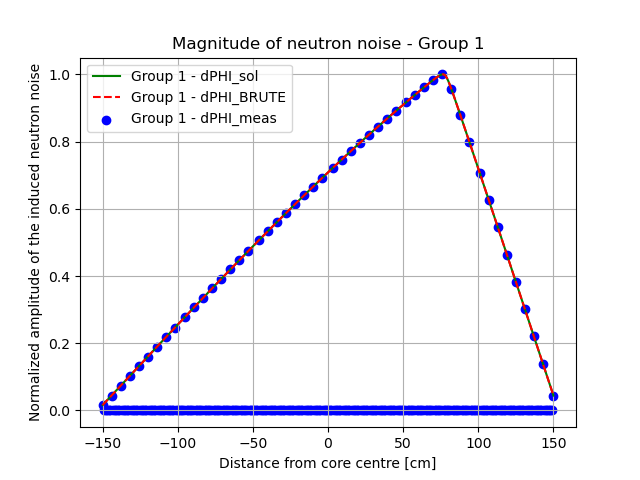 Magnitude of neutron noise - Group 1
Normalized amplitude of the induced neutron noise
1.0
0.8
0.6
0.4
0.2
0.0
Group 1 - dPHI_sol
Group 1 - dPHI_BRUTE
Group 1 - dPHI_meas
−150
−100
−50
0
50
100
150
Distance from core centre [cm]